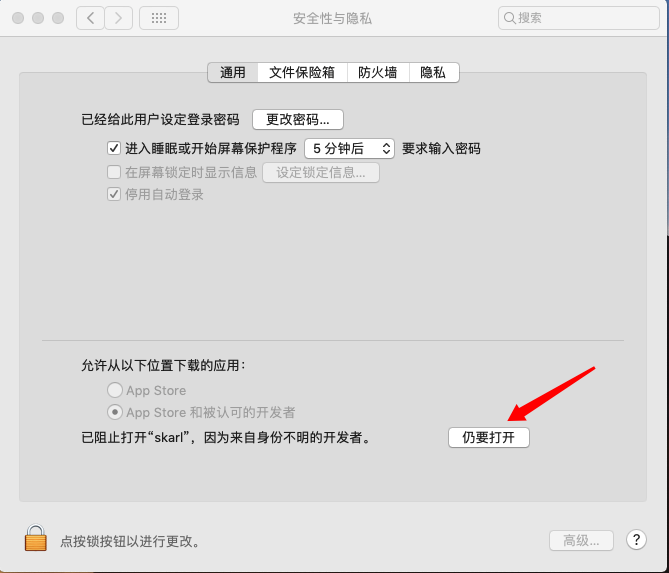 安全性与隐私
搜索
通用 文件保险箱 防火墙 隐私
已经给此用户设定登录密码 更改密码...
进入睡眠或开始屏幕保护程序 5 分钟后 要求输入密码
在屏幕锁定时显示信息 设定锁定信息...
停用自动登录
允许从以下位置下载的应用：
App Store
App Store 和被认可的开发者
已阻止打开“skarl”，因为来自身份不明的开发者。 仍要打开
点按锁按钮以进行更改。 高级... ?